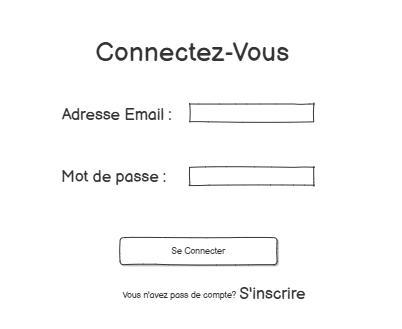 Connectez-Vous
Adresse Email :
Mot de passe :
Se Connecter
Vous n'avez pass de compte? S'inscrire